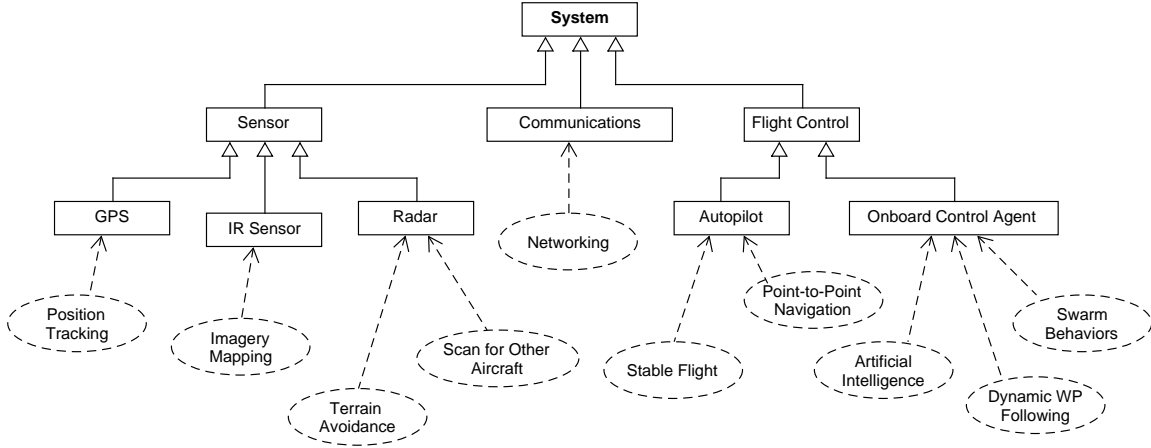 System
Sensor
Communications
Flight Control
GPS
IR Sensor
Radar
Autopilot
Onboard Control Agent
Networking
Position
Tracking
Imagery
Mapping
Terrain
Avoidance
Scan for Other
Aircraft
Stable Flight
Point-to-Point
Navigation
Artificial
Intelligence
Dynamic WP
Following
Swarm
Behaviors